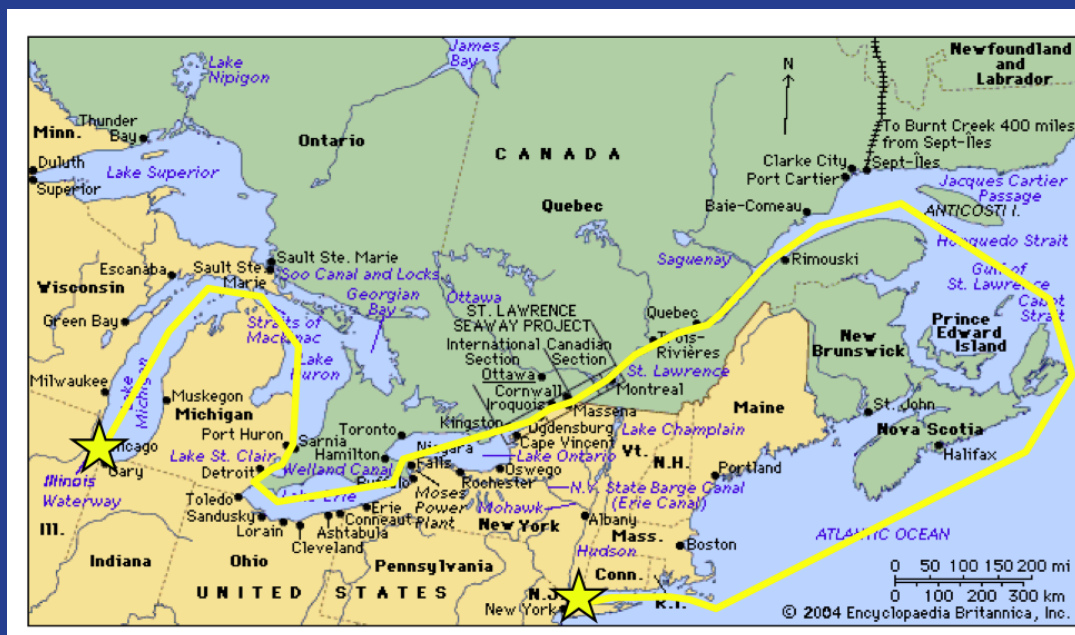 James
Bay
Newfoundland
and
Labrador
Lake
Nipigon
N
Minn.
Thunder
Bay
Ontario
CANADA
To Burnt Creek 400 miles
from Sept-Îles
Duluth
Superior
Lake Superior
Clarke City
Sept-Îles
Port Cartier
Jacques Cartier
Passage
Quebec
Baie-Comeau
ANTICOSTI I.
Honguedo Strait
Sault Ste. Marie
Soo Canal and Locks
Escanaba
Sault Ste.
Marie
Saguenay
Rimouski
Gulf of
St. Lawrence
Wisconsin
Georgian
Bay
Ottawa
ST. LAWRENCE
SEAWAY PROJECT
Cabot
Strait
Green Bay
Straits of
Mackinac
Quebec
Prince
Edward
Island
International
Section
Canadian
Section
Trois-
Rivières
New
Brunswick
Lake
Huron
Milwaukee
Lake
Michigan
Ottawa
St. Lawrence
Cornwall
Montreal
Muskegon
Iroquois
Massena
Maine
St. John
Michigan
Kingston
Ogdensburg
Port Huron
Sarnia
Toronto
Cape Vincent
Lake Champlain
Nova Scotia
Lake St. Clair
Hamilton
Niagara
Falls
Lake Ontario
Vt.
Halifax
Gary
Detroit
Welland Canal
Oswego
N.H.
Portland
Illinois
Waterway
Buffalo
Rochester
N.Y. State Barge Canal
(Erie Canal)
Toledo
Lake Erie
Moses
Power
Plant
Mohawk
Sandusky
Erie
New York
Albany
Ill.
Lorain
Conneaut
Ashtabula
Cleveland
Mass.
ATLANTIC OCEAN
Indiana
Ohio
Pennsylvania
Hudson
Boston
Conn.
0 50 100 150 200 mi
UNITED STATES
N.J.
R.I.
0 100 200 300 km
New York
© 2004 Encyclopaedia Britannica, Inc.